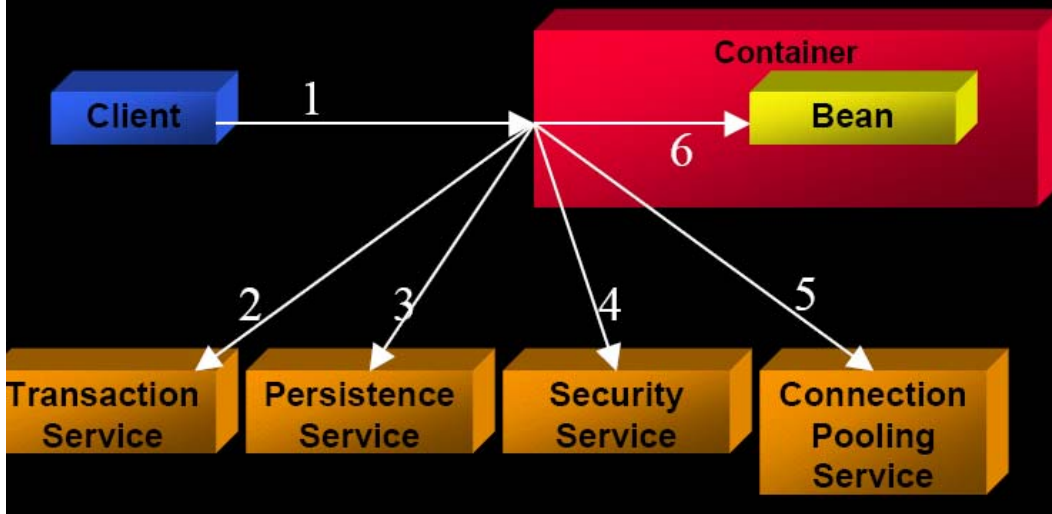 Container
Client
1
Bean
6
2
3
4
5
Transaction
Service
Persistence
Service
Security
Service
Connection
Pooling
Service